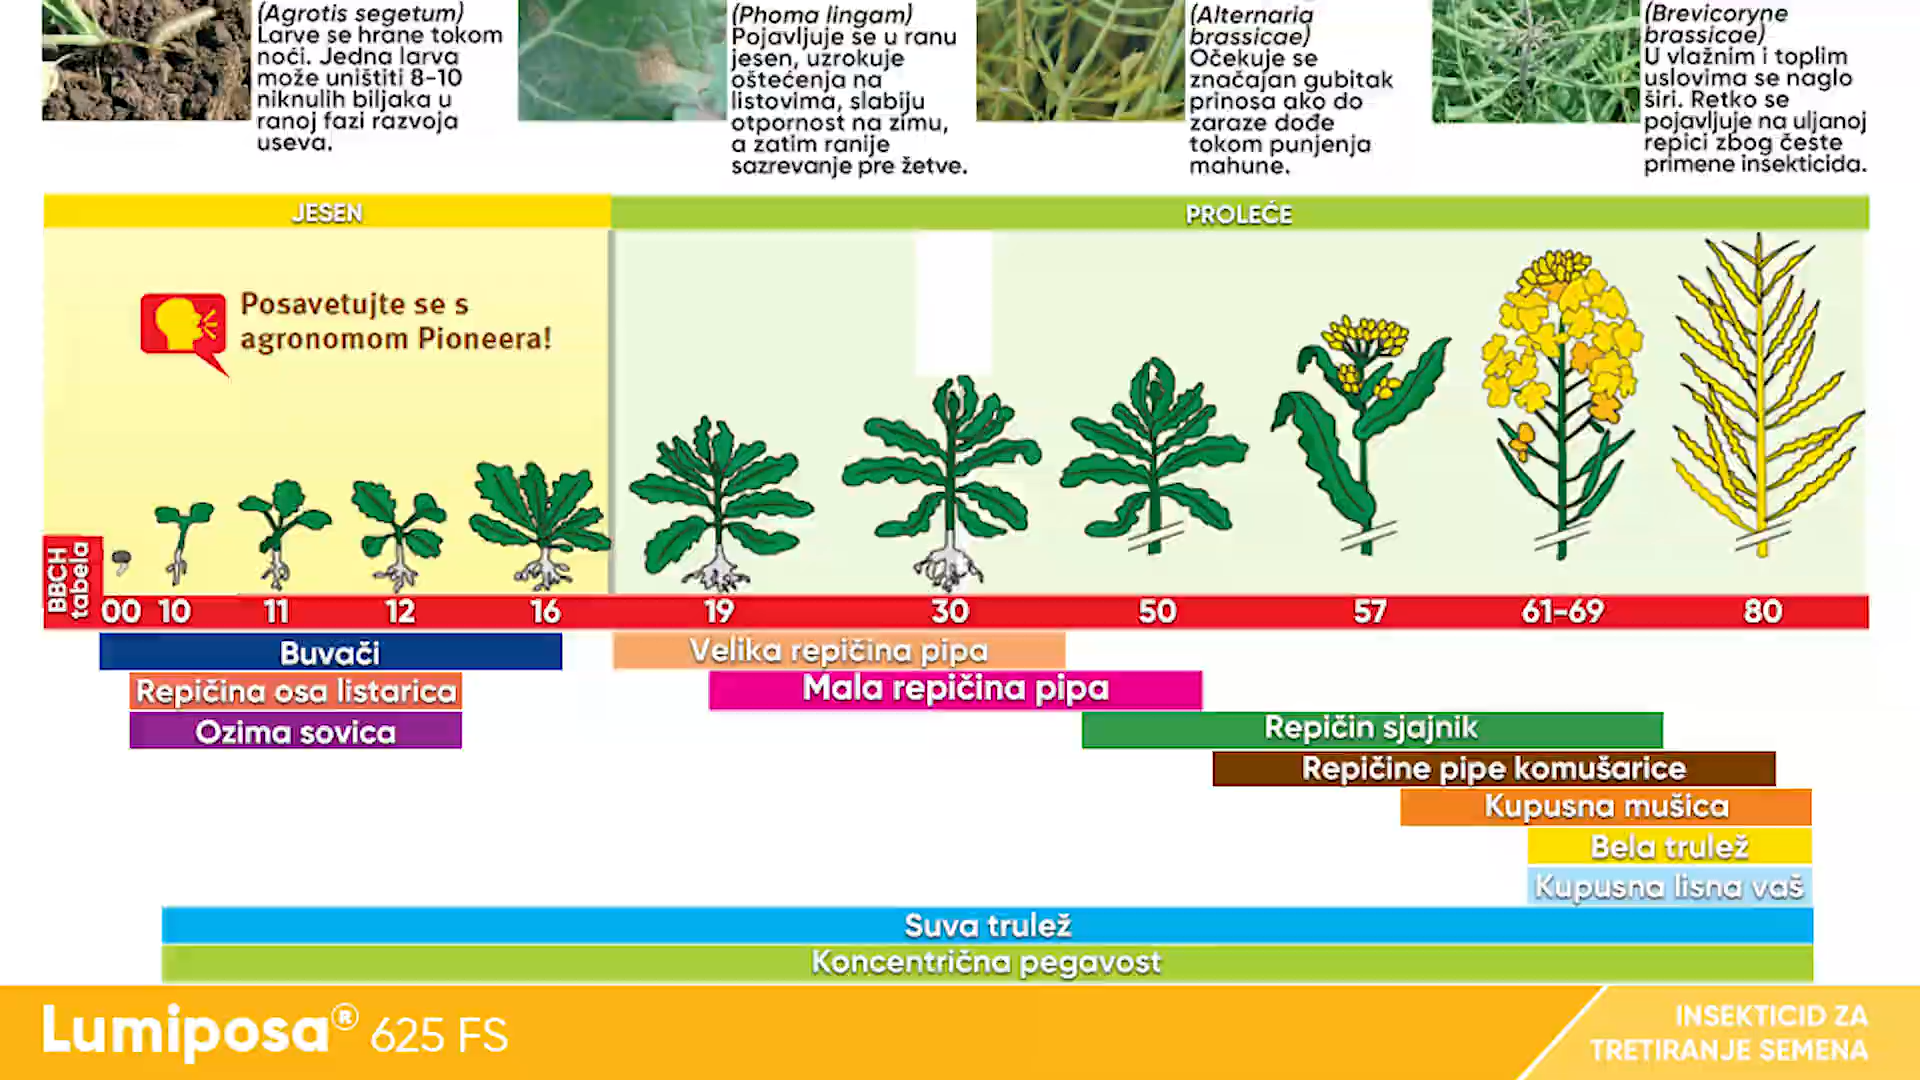 (Agrotis segetum)
Larve se hrane tokom
noći. Jedna larva
može uništiti 8-10
niknulih biljaka u
ranoj fazi razvoja
useva.
(Phoma lingam)
Pojavljuje se u ranu
jesen, uzrokuje
oštećenja na
listovima, slabiju
otpornost na zimu,
a zatim ranije
sazrevanje pre žetve.
(Alternaria
brassicae)
Očekuje se
značajan gubitak
prinosa ako do
zaraze dođe
tokom punjenja
mahune.
(Brevicoryne
brassicae)
U vlažnim i toplim
uslovima se naglo
širi. Retko se
pojavljuje na uljanoj
repici zbog česte
primene insekticida.
JESEN
PROLEĆE
Posavetujte se s
agronomom Pioneera!
BBCH
tabela
00 10 11 12 16 19 30 50 57 61-69 80
Buvači
Velika repičina pipa
Repičina osa listarica
Mala repičina pipa
Ozima sovica
Repičin sjajnik
Repičine pipe komušarice
Kupusna mušica
Bela trulež
Kupusna lisna vaš
Suva trulež
Koncentrična pegavost
Lumiposa® 625 FS
INSEKTICID ZA
TRETIRANJE SEMENA